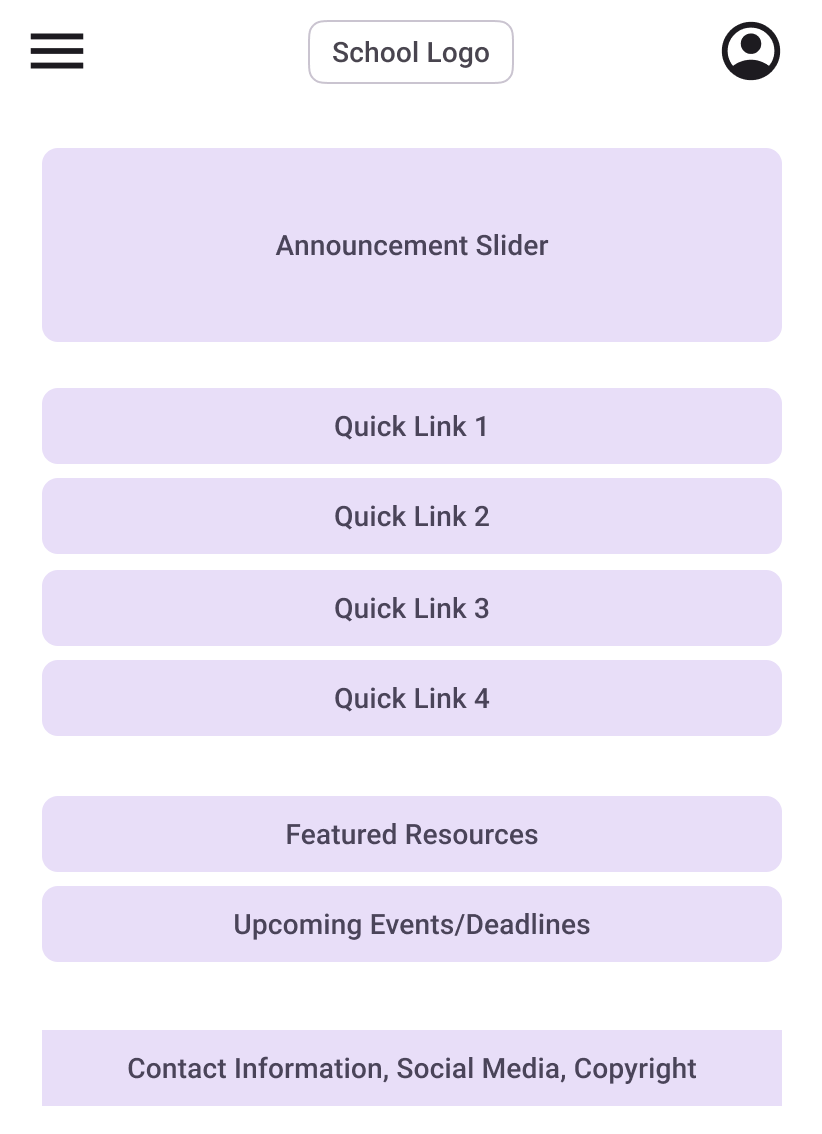 School Logo
Announcement Slider
Quick Link 1
Quick Link 2
Quick Link 3
Quick Link 4
Featured Resources
Upcoming Events/Deadlines
Contact Information, Social Media, Copyright